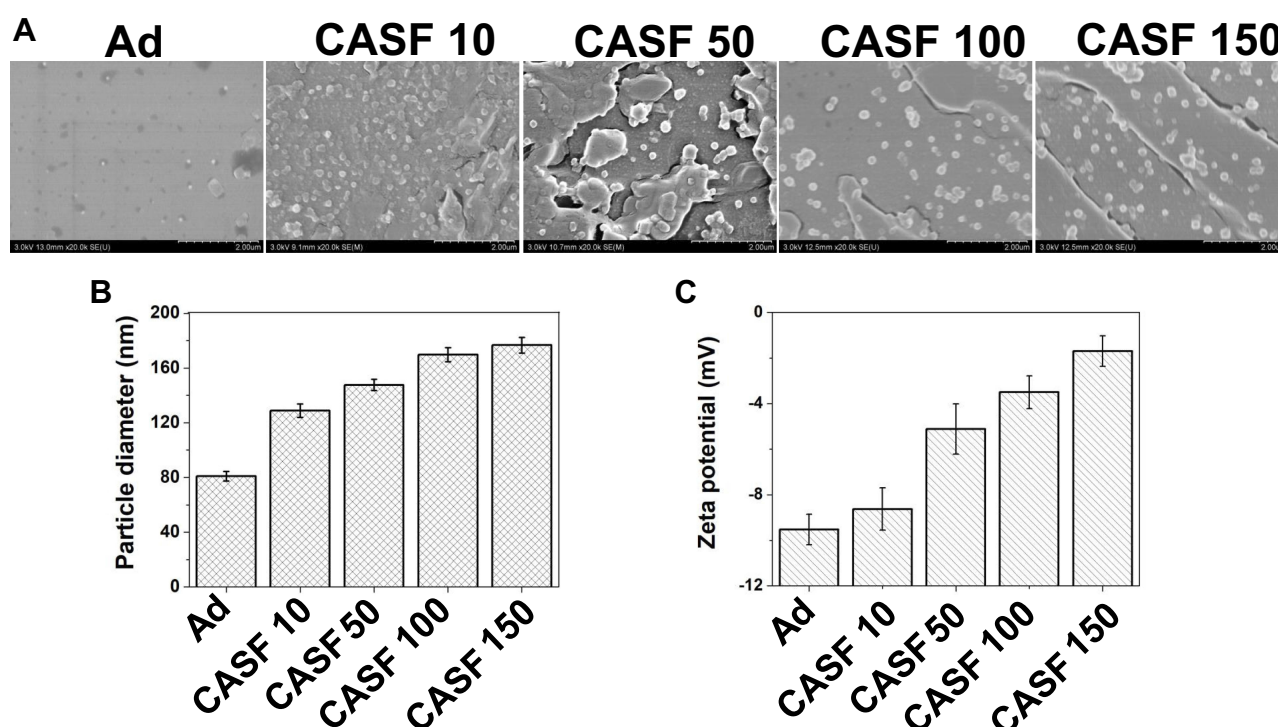 A
Ad
CASF 10
CASF 50
CASF 100
CASF 150
3.0kV 13.0mm x20.0k SE(U)
2.00um
3.0kV 9.1mm x20.0k SE(M)
2.00um
3.0kV 10.7mm x20.0k SE(M)
2.00um
3.0kV 12.5mm x20.0k SE(U)
2.00um
3.0kV 12.5mm x20.0k SE(U)
2.00um
B
Particle diameter (nm)
200
160
120
80
40
0
Ad
CASF 10
CASF 50
CASF 100
CASF 150
C
Zeta potential (mV)
0
-4
-8
-12
Ad
CASF 10
CASF 50
CASF 100
CASF 150